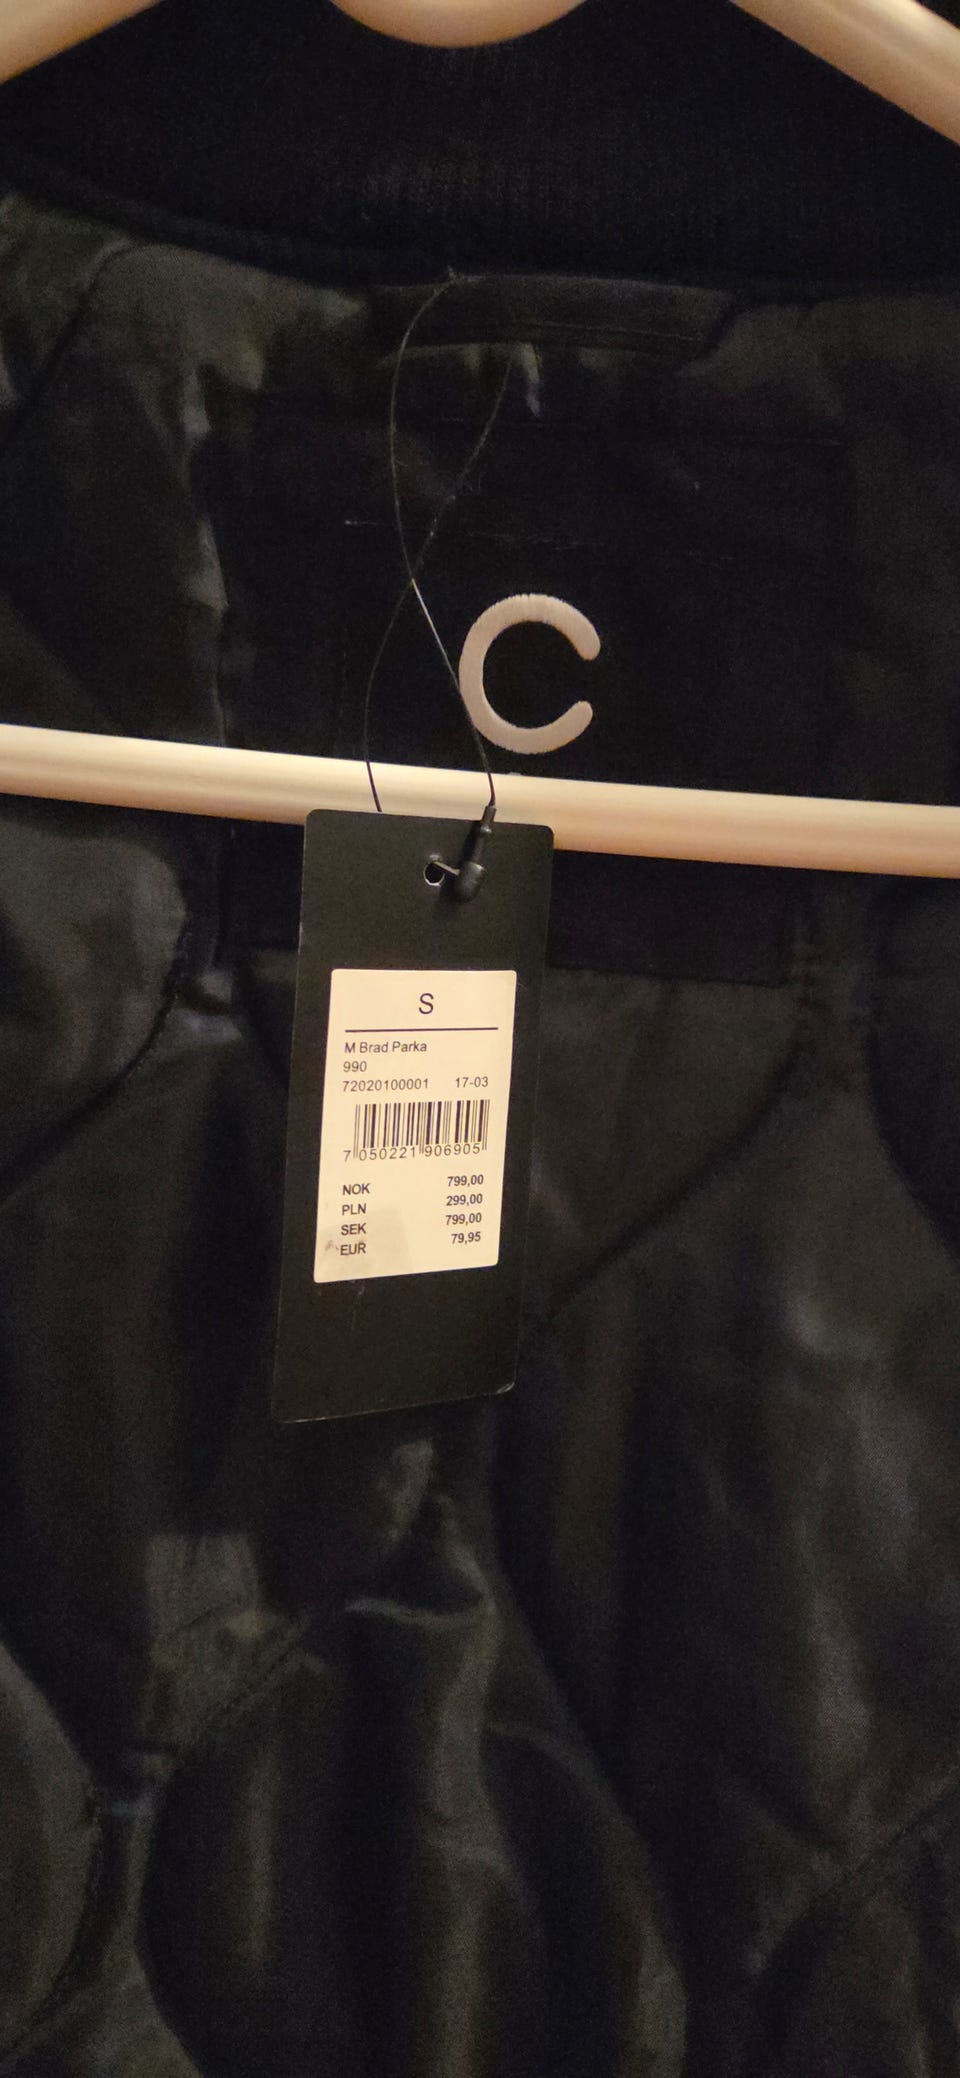 C
S
M Brad Parka
990
72020100001 17-03
7 050221 906905
NOK 799,00
PLN 299,00
SEK 799,00
EUR 79,95